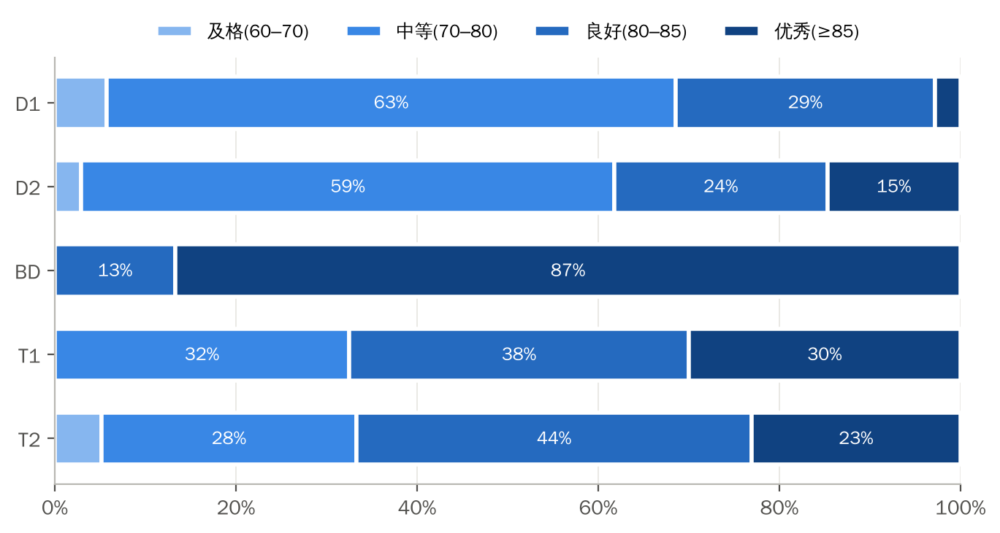 及格(60–70) 中等(70–80) 良好(80–85) 优秀(≥85)
D1 63% 29%
D2 59% 24% 15%
BD 13% 87%
T1 32% 38% 30%
T2 28% 44% 23%
0% 20% 40% 60% 80% 100%